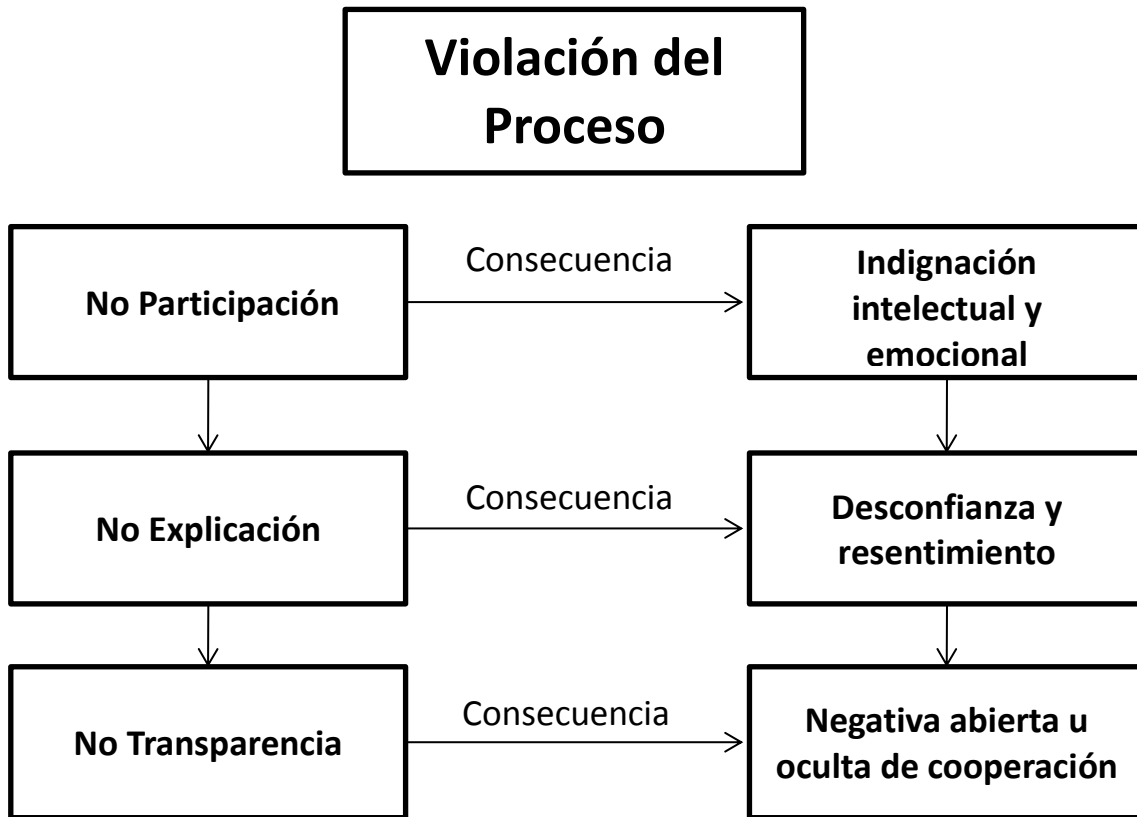 Violación del
Proceso
No Participación
Consecuencia
Indignación
intelectual y
emocional
No Explicación
Consecuencia
Desconfianza y
resentimiento
No Transparencia
Consecuencia
Negativa abierta u
oculta de cooperación